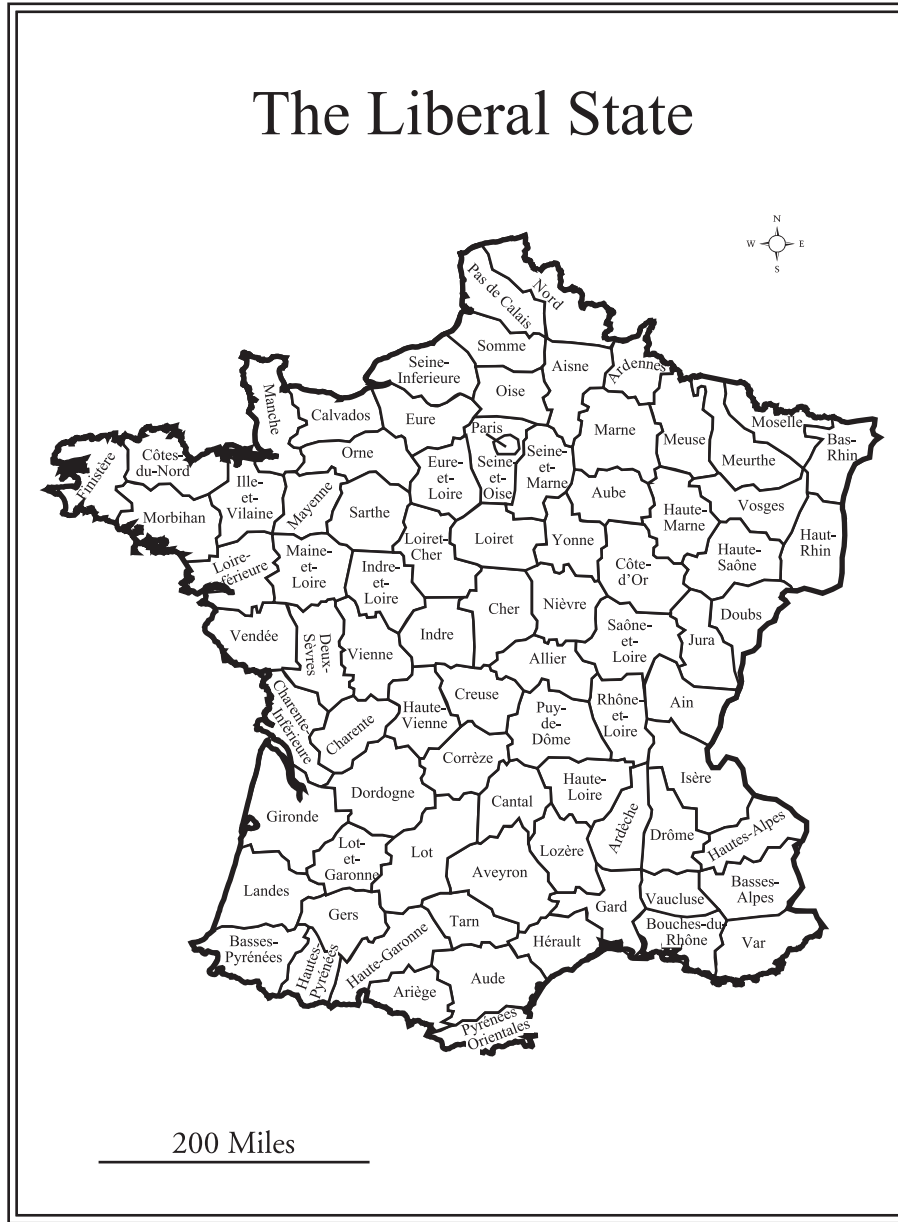 The Liberal State
N
W
E
S
Nord
Pas de Calais
Somme
Seine-
Inferieure
Aisne
Ardennes
Oise
Manche
Calvados
Eure
Paris
Marne
Meuse
Moselle
Bas-
Rhin
Meurthe
Orne
Eure-
et-
Loire
Seine-
et-
Oise
Seine-
et-
Marne
Finistère
Côtes-
du-Nord
Ille-
et-
Vilaine
Mayenne
Sarthe
Aube
Haute-
Marne
Vosges
Morbihan
Loiret-
Cher
Loiret
Yonne
Haut-
Rhin
Loire-
férieure
Maine-
et-
Loire
Indre-
et-
Loire
Côte-
d'Or
Haute-
Saône
Cher
Nièvre
Doubs
Vendée
Deux-
Sèvres
Vienne
Indre
Saône-
et-
Loire
Jura
Allier
Charente-
Inférieure
Charente
Haute-
Vienne
Creuse
Puy-
de-
Dôme
Rhône-
et-
Loire
Ain
Corrèze
Isère
Dordogne
Cantal
Haute-
Loire
Ardèche
Drôme
Hautes-Alpes
Gironde
Lot-
et-
Garonne
Lot
Lozère
Aveyron
Basses-
Alpes
Landes
Vaucluse
Gers
Tarn
Gard
Basses-
Pyrénées
Hautes-
Pyrénées
Haute-Garonne
Hérault
Bouches-du-
Rhône
Var
Ariège
Aude
Pyrénées
Orientales
200 Miles